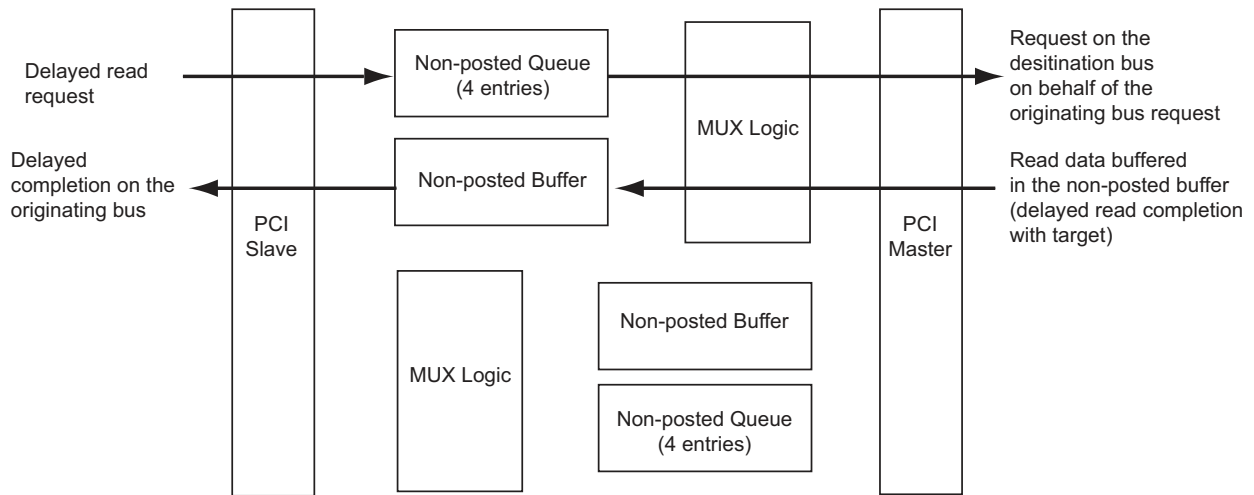 Delayed read
request
Non-posted Queue
(4 entries)
Request on the
desitination bus
on behalf of the
originating bus request
MUX Logic
Delayed
completion on the
originating bus
Non-posted Buffer
Read data buffered
in the non-posted buffer
(delayed read completion
with target)
PCI
Slave
PCI
Master
MUX Logic
Non-posted Buffer
Non-posted Queue
(4 entries)